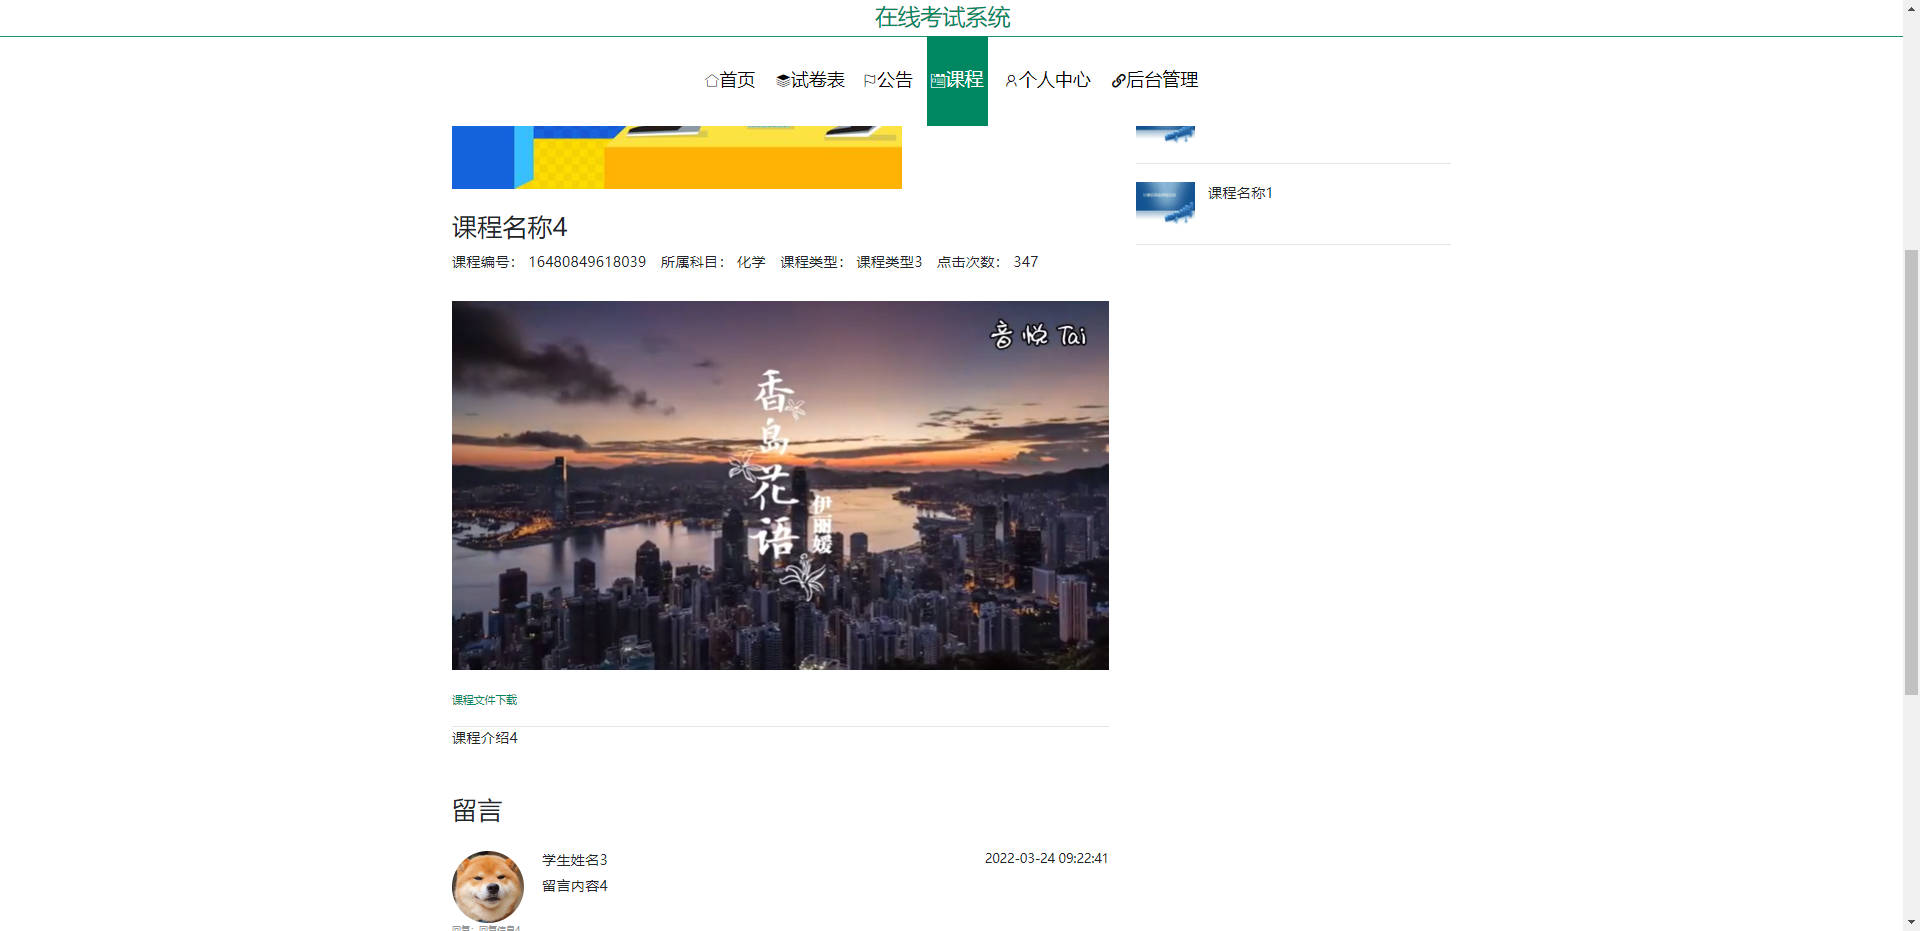 在线考试系统
首页 试卷表 公告 课程 个人中心 后台管理
课程名称1
课程名称4
课程编号： 16480849618039 所属科目： 化学 课程类型： 课程类型3 点击次数： 347
音悦Tai
香岛花语
伊丽媛
课程文件下载
课程介绍4
留言
学生姓名3
2022-03-24 09:22:41
留言内容4